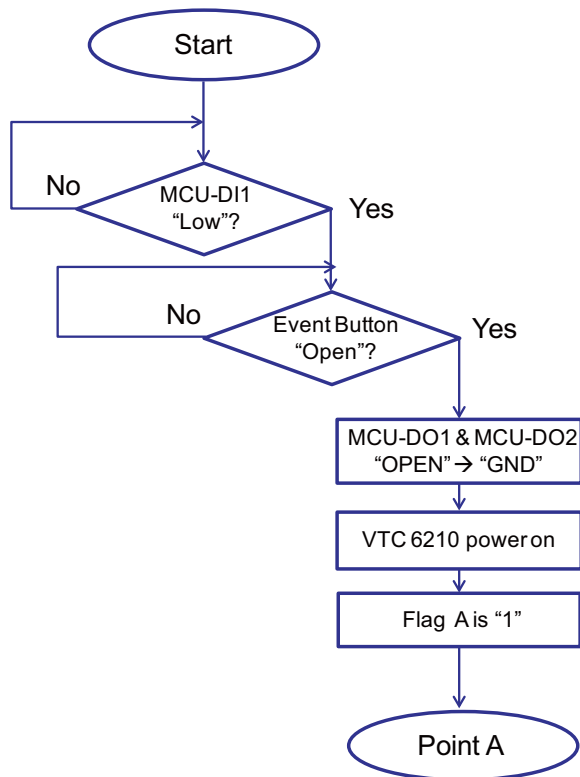 Start
No
MCU-DI1
“Low”?
Yes
No
Event Button
“Open”?
Yes
MCU-DO1 & MCU-DO2
“OPEN” → “GND”
VTC 6210 power on
Flag A is “1”
Point A